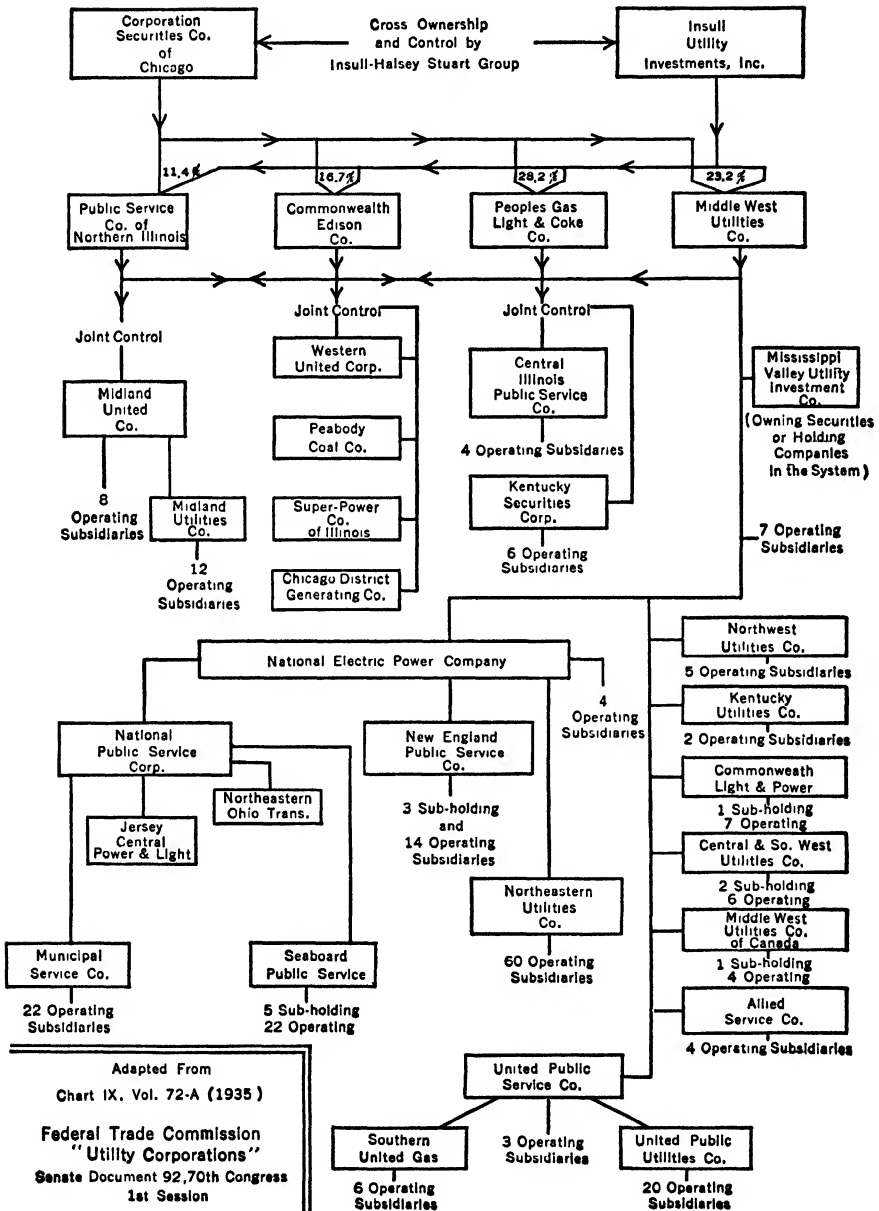 Corporation
Securities Co.
of
Chicago
Cross Ownership
and Control by
Insull-Halsey Stuart Group
Insull
Utility
Investments, Inc.
11.4%
16.7%
28.2%
23.2%
Public Service
Co. of
Northern Illinois
Commonwealth
Edison
Co.
Peoples Gas
Light & Coke
Co.
Middle West
Utilities
Co.
Joint Control
Midland
United
Co.
8
Operating
Subsidiaries
Midland
Utilities
Co.
12
Operating
Subsidiaries
Joint Control
Western
United Corp.
Peabody
Coal Co.
Super-Power
Co.
of Illinois
Chicago District
Generating Co.
Joint Control
Central
Illinois
Public Service
Co.
4 Operating Subsidaries
Kentucky
Securities
Corp.
6 Operating
Subsidiaries
Mississippi
Valley Utility
Investment
Co.
(Owning Securities
or Holding
Companies
In the System)
7 Operating
Subsidiaries
National Electric Power Company
4
Operating
Subsidiaries
National
Public Service
Corp.
Northeastern
Ohio Trans.
Jersey
Central
Power & Light
Municipal
Service Co.
22 Operating
Subsidiaries
Seaboard
Public Service
5 Sub-holding
22 Operating
New England
Public Service
Co.
3 Sub-holding
and
14 Operating
Subsidiaries
Northeastern
Utilities
Co.
60 Operating
Subsidiaries
Northwest
Utilities Co.
5 Operating Subsidiaries
Kentucky
Utilities Co.
2 Operating Subsidiaries
Commonweath
Light & Power
1 Sub-holding
7 Operating
Central & So. West
Utilities Co.
2 Sub-holding
6 Operating
Middle West
Utilities Co.
of Canada
1 Sub-holding
4 Operating
Allied
Service Co.
4 Operating Subsidiaries
United Public
Service Co.
Southern
United Gas
6 Operating
Subsidiaries
3 Operating
Subsidiaries
United Public
Utilities Co.
20 Operating
Subsidiaries
Adapted From
Chart IX. Vol. 72-A (1935)
Federal Trade Commission
"Utility Corporations"
Senate Document 92,70th Congress
1st Session